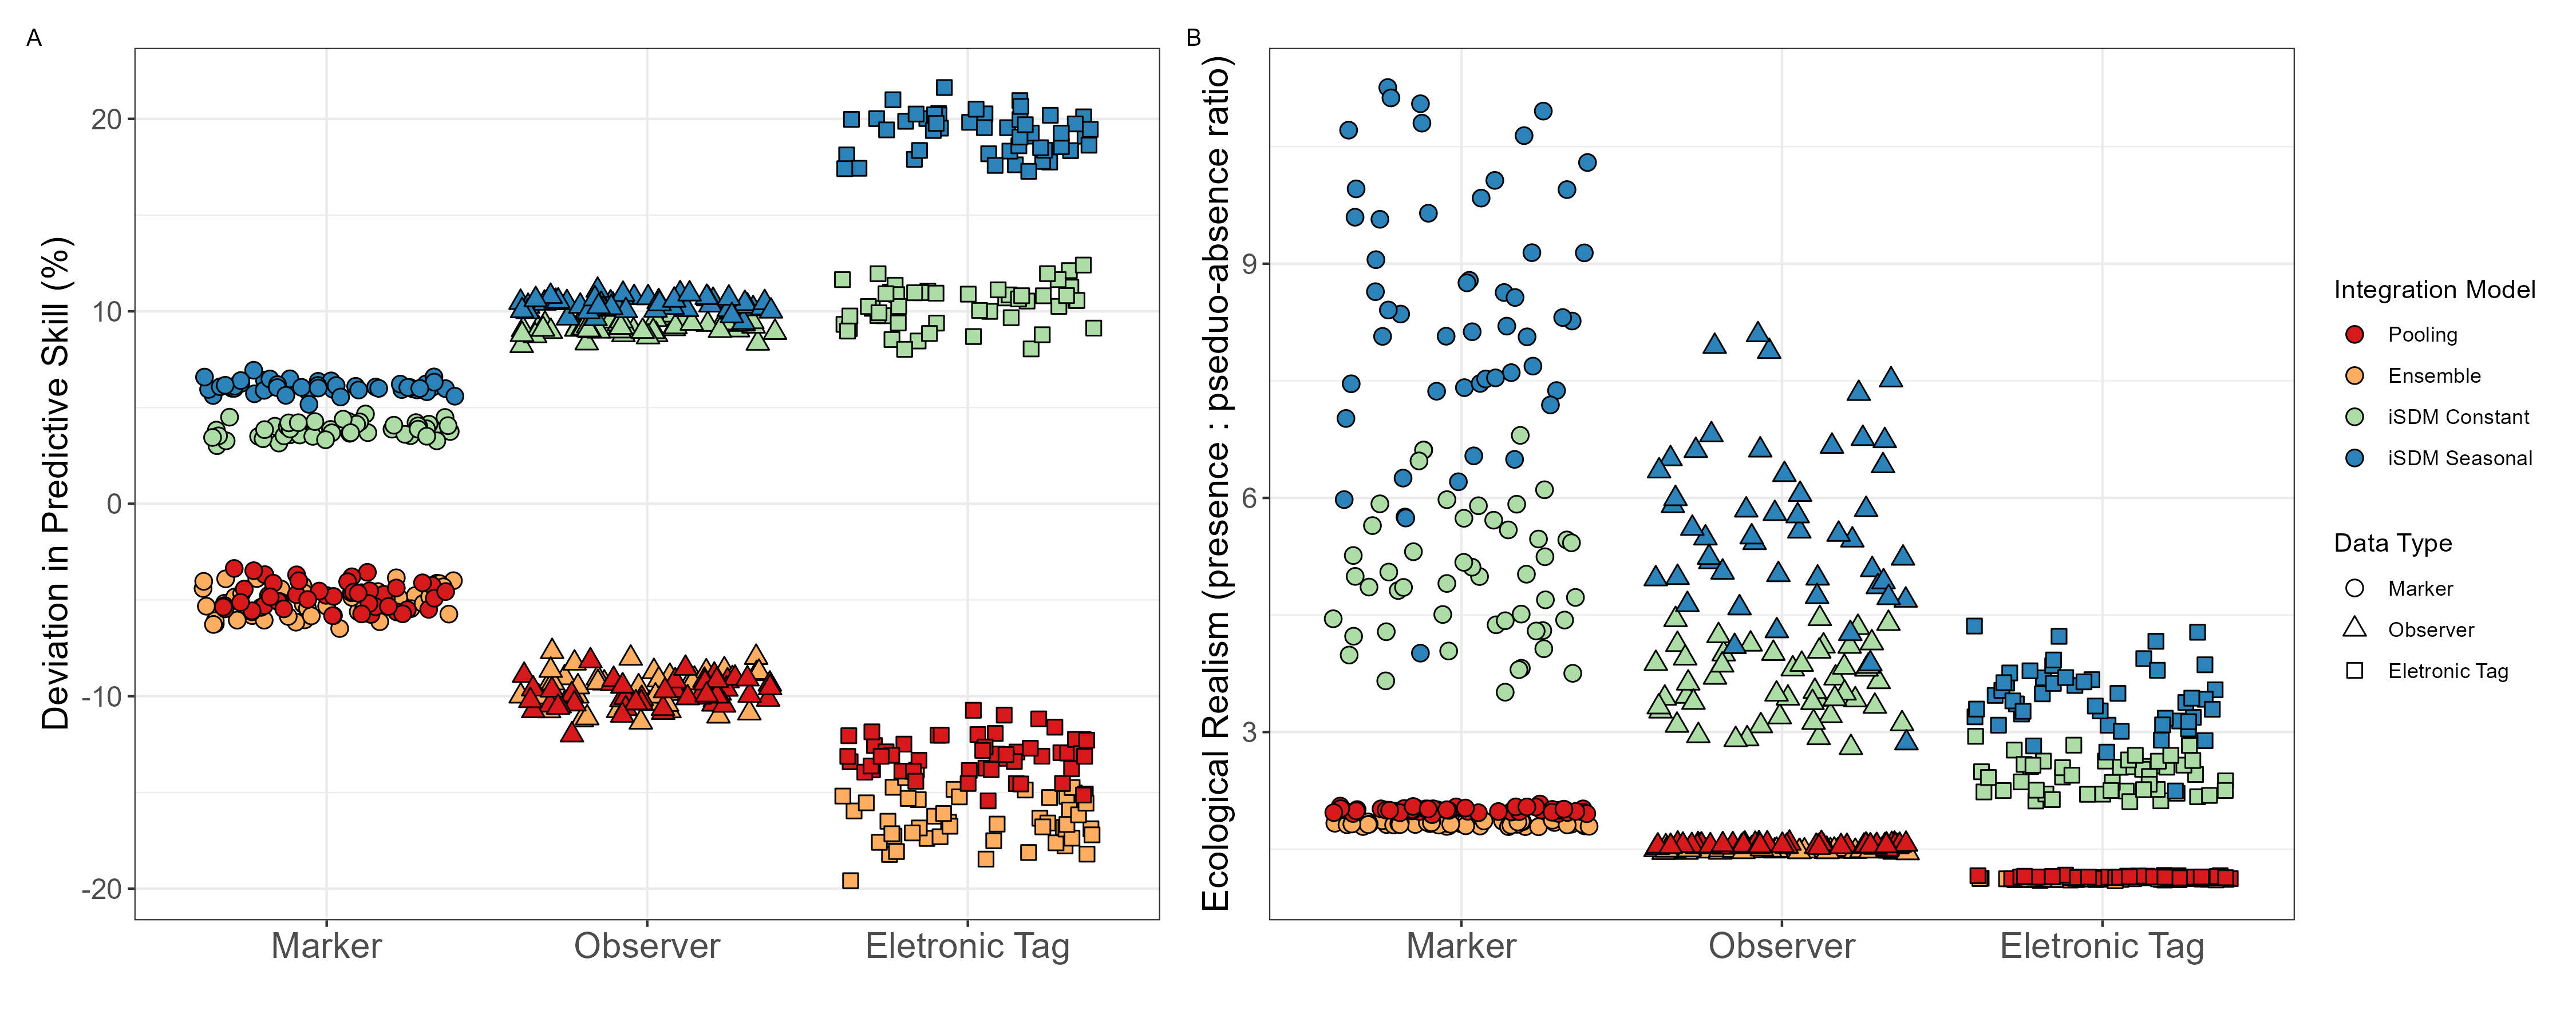 A
Deviation in Predictive Skill (%)
20
10
0
-10
-20
Marker
Observer
Eletronic Tag
B
Ecological Realism (presence : pseduo-absence ratio)
9
6
3
Marker
Observer
Eletronic Tag
Integration Model
Pooling
Ensemble
iSDM Constant
iSDM Seasonal
Data Type
Marker
Observer
Eletronic Tag